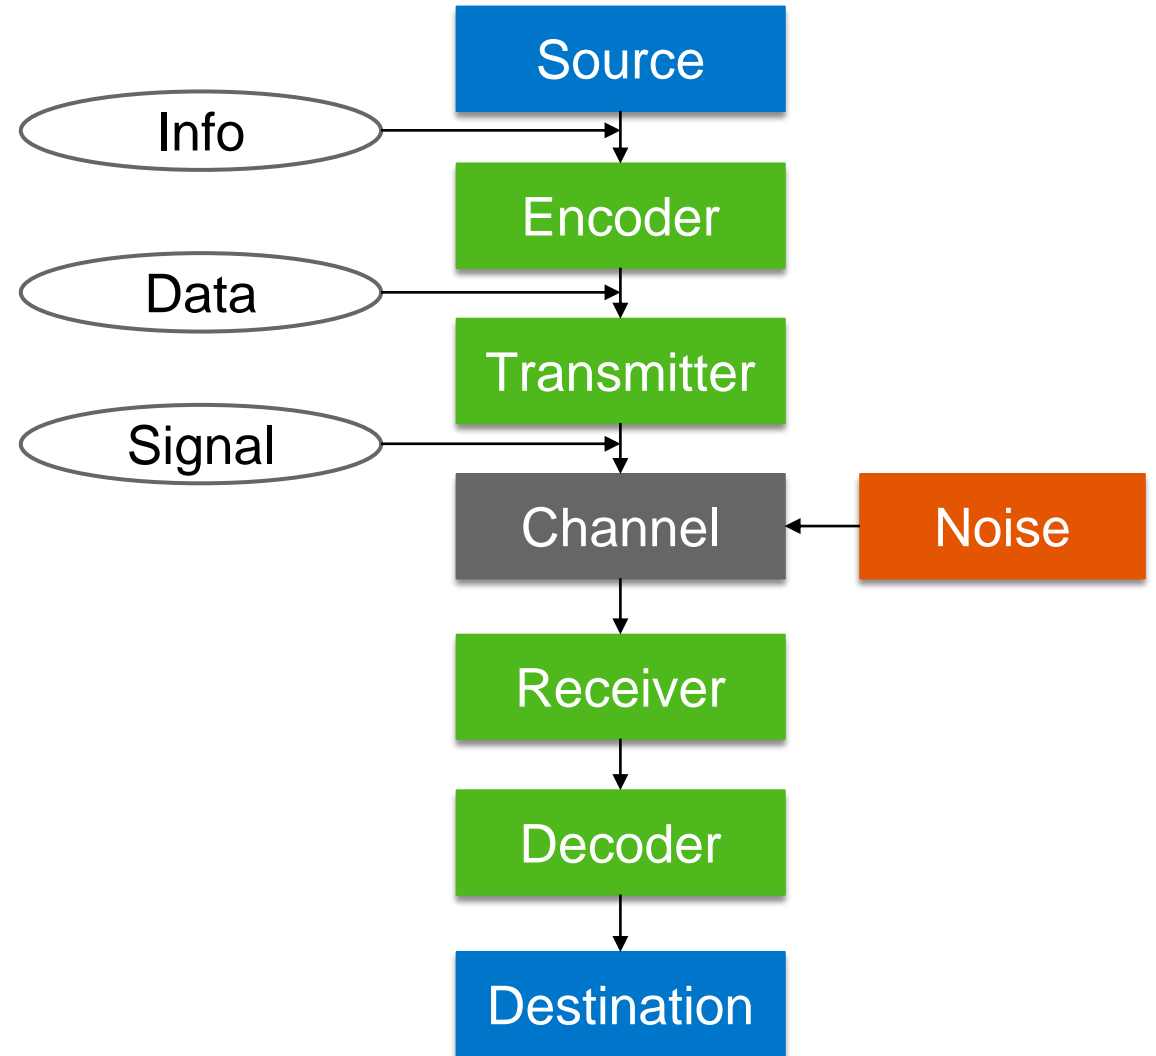 Source
Info
Encoder
Data
Transmitter
Signal
Channel
Noise
Receiver
Decoder
Destination